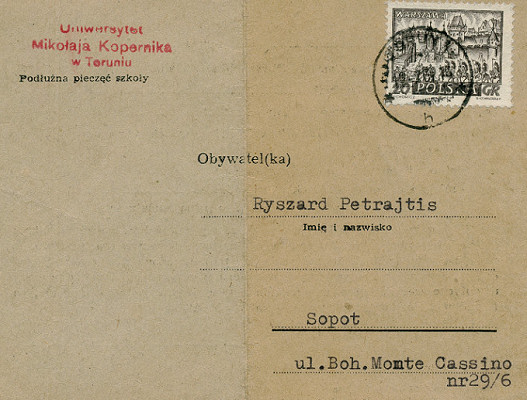 Uniwersytet
Mikołaja Kopernika
w Toruniu
Podłużna pieczęć szkoły
WARSZAWA
POLSKA
GR
b
Obywatel(ka)
Ryszard Petrajtis
Imię i nazwisko
Sopot
ul.Boh.Monte Cassino
nr29/6